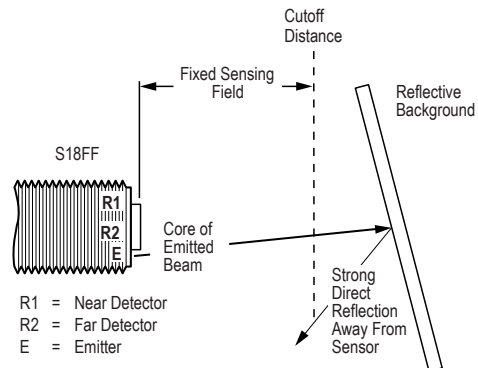 Cutoff
Distance
Fixed Sensing
Field
Reflective
Background
S18FF
R1
R2
E
Core of
Emitted
Beam
Strong
Direct
Reflection
Away From
Sensor
R1 = Near Detector
R2 = Far Detector
E = Emitter